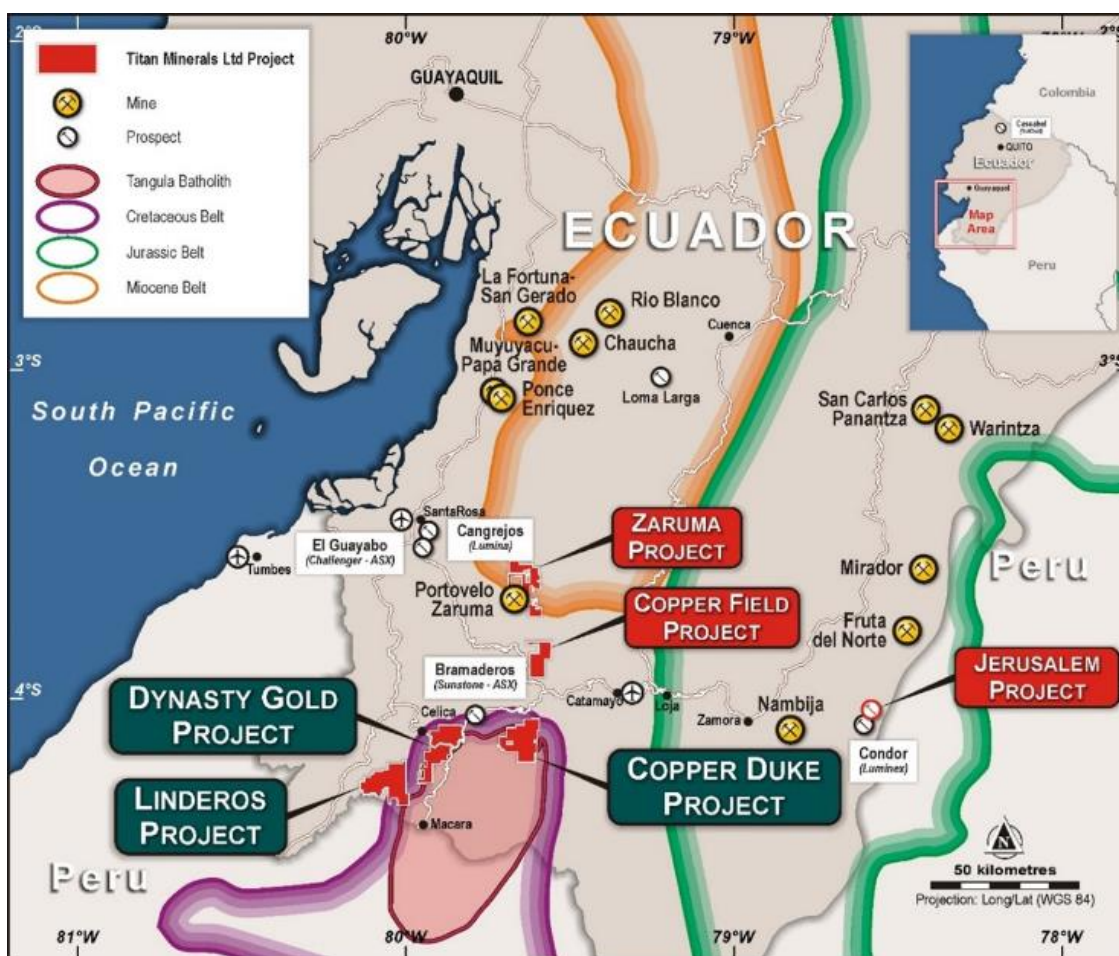 2°S
80°W
79°W
2°S
Titan Minerals Ltd Project
Mine
Prospect
Tangula Batholith
Cretaceous Belt
Jurassic Belt
Miocene Belt
GUAYAQUIL
Colombia
Cascabel
QUITO
Ecuador
Guayaquil
Map
Area
Peru
ECUADOR
La Fortuna-
San Gerado
Rio Blanco
Chaucha
Cuenca
Muyuyacu-
Papa Grande
Ponce
Enriquez
Loma Larga
3°S
3°S
South Pacific
Ocean
San Carlos
Panantza
Warintza
SantaRosa
El Guayabo
(Challenger - ASX)
Cangrejos
(Lumina)
Tumbes
ZARUMA
PROJECT
Portovelo
Zaruma
COPPER FIELD
PROJECT
Mirador
Peru
Fruta
del Norte
JERUSALEM
PROJECT
Bramaderos
(Sunstone - ASX)
4°S
4°S
Catamayo
Loja
Zamora
Nambija
Condor
(Luminex)
DYNASTY GOLD
PROJECT
Celica
LINDEROS
PROJECT
COPPER DUKE
PROJECT
Macara
Peru
N
50 kilometres
Projection: Long/Lat (WGS 84)
81°W
80°W
79°W
78°W